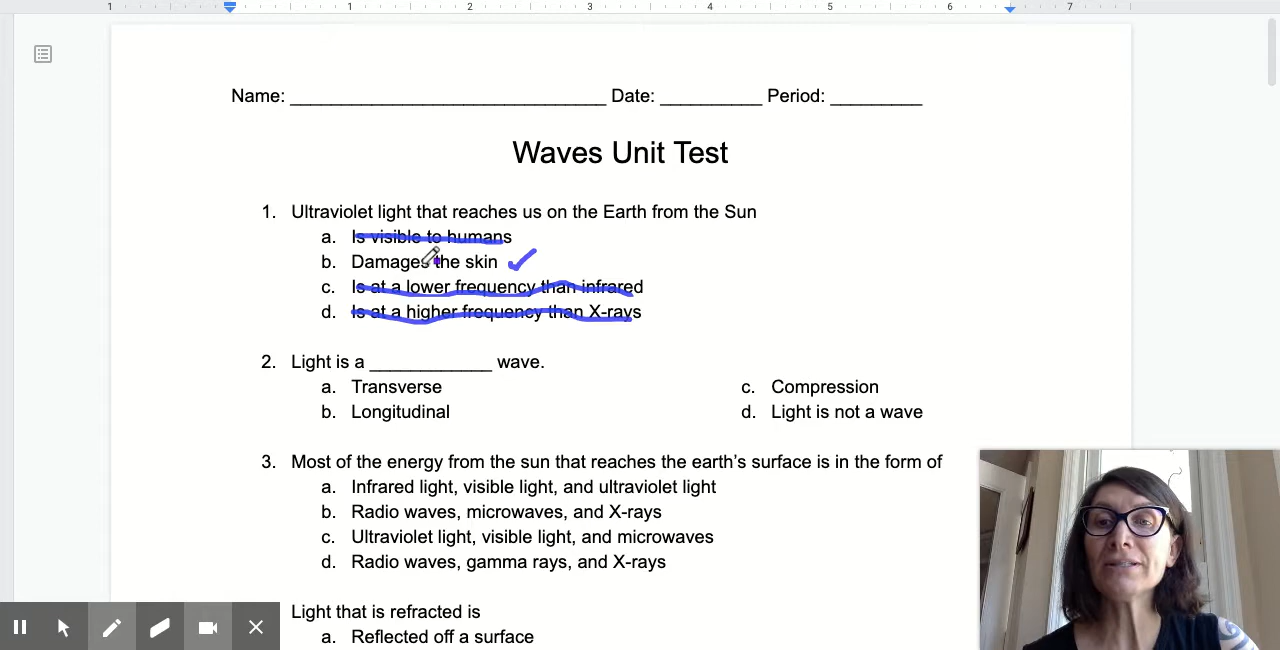 1 1 2 3 4 5 6 7
Name: _______________________________ Date: __________ Period: _________
Waves Unit Test
1. Ultraviolet light that reaches us on the Earth from the Sun
a. Is visible to humans
b. Damages the skin
c. Is at a lower frequency than infrared
d. Is at a higher frequency than X-rays
2. Light is a ____________ wave.
a. Transverse
b. Longitudinal
c. Compression
d. Light is not a wave
3. Most of the energy from the sun that reaches the earth’s surface is in the form of
a. Infrared light, visible light, and ultraviolet light
b. Radio waves, microwaves, and X-rays
c. Ultraviolet light, visible light, and microwaves
d. Radio waves, gamma rays, and X-rays
Light that is refracted is
a. Reflected off a surface